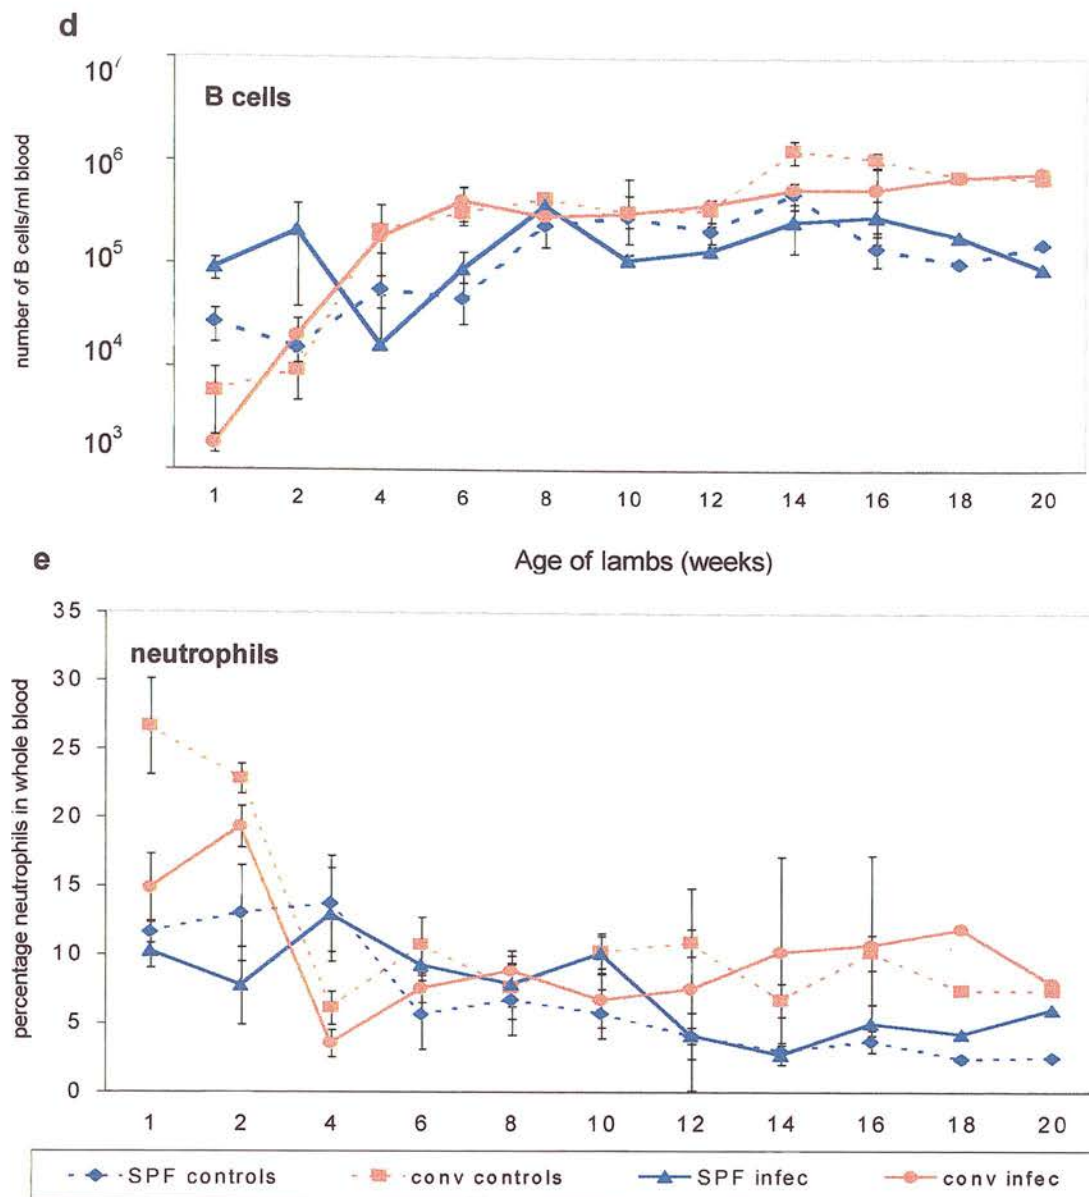 d
B cells
number of B cells/ml blood
10⁷
10⁶
10⁵
10⁴
10³
1 2 4 6 8 10 12 14 16 18 20
Age of lambs (weeks)
e
neutrophils
percentage neutrophils in whole blood
35
30
25
20
15
10
5
0
1 2 4 6 8 10 12 14 16 18 20
SPF controls conv controls SPF infec conv infec